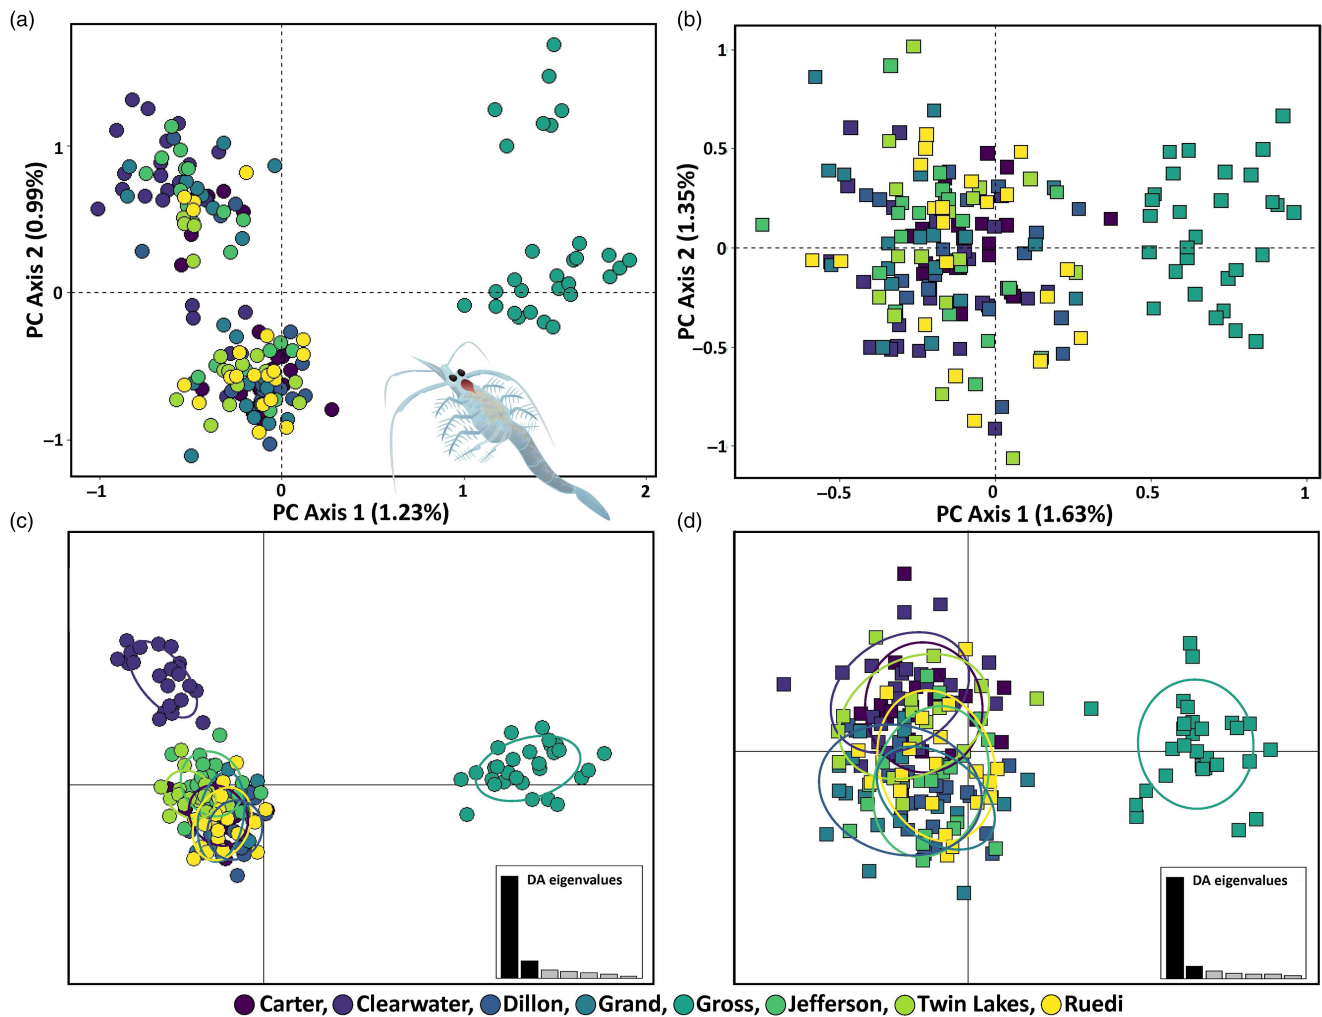 (a)
PC Axis 2 (0.99%)
1
0
–1
–1
0
1
2
PC Axis 1 (1.23%)
(b)
PC Axis 2 (1.35%)
1
0.5
0
–0.5
–1
–0.5
0
0.5
1
PC Axis 1 (1.63%)
(c)
DA eigenvalues
(d)
DA eigenvalues
Carter, Clearwater, Dillon, Grand, Gross, Jefferson, Twin Lakes, Ruedi